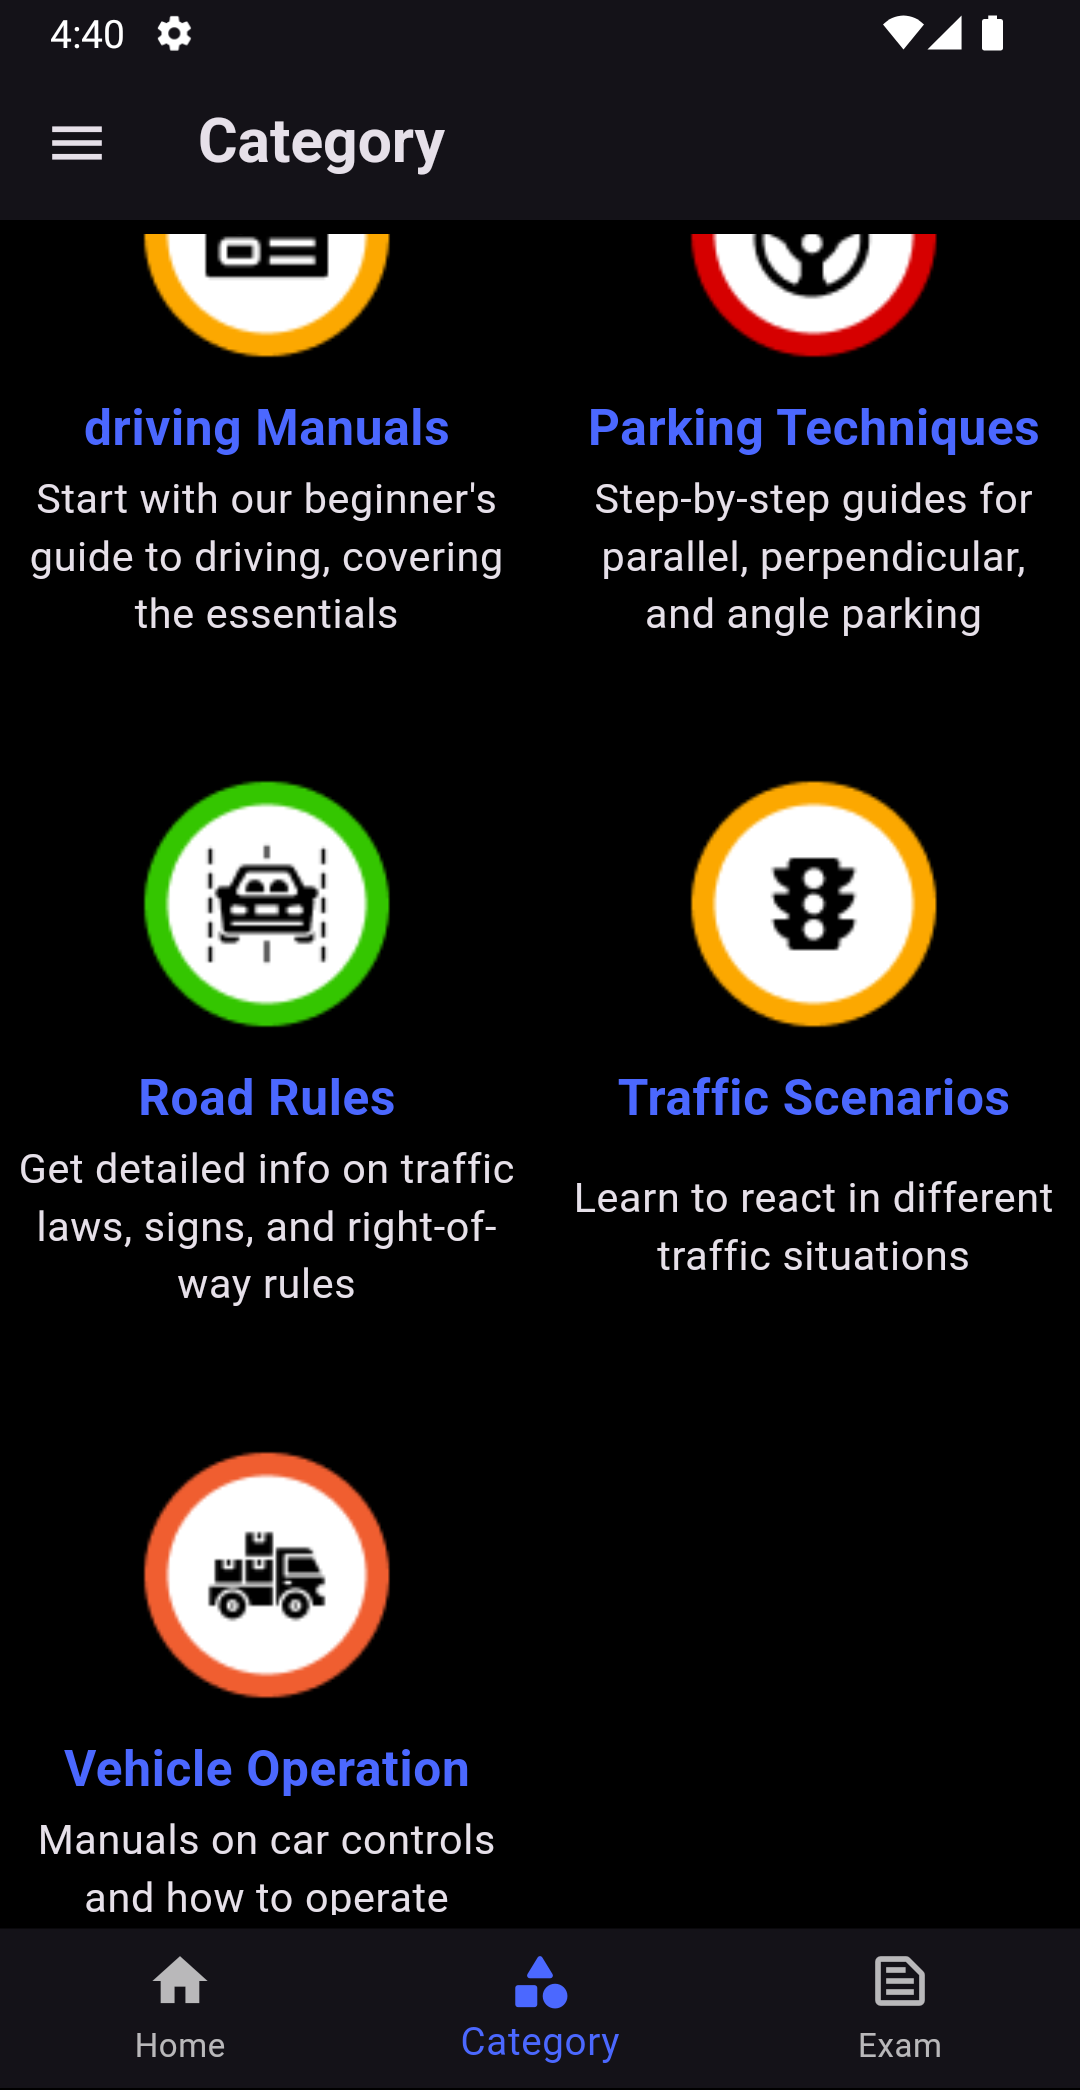 4:40
Category
driving Manuals
Start with our beginner's
guide to driving, covering
the essentials
Parking Techniques
Step-by-step guides for
parallel, perpendicular,
and angle parking
Road Rules
Get detailed info on traffic
laws, signs, and right-of-
way rules
Traffic Scenarios
Learn to react in different
traffic situations
Vehicle Operation
Manuals on car controls
and how to operate
Home
Category
Exam